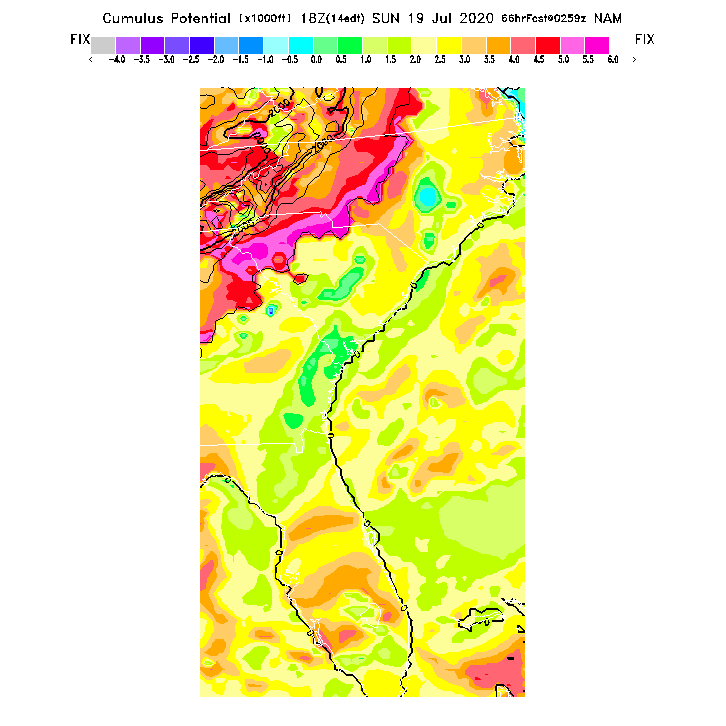 Cumulus Potential [x1000ft] 18Z(14edt) SUN 19 Jul 2020 66hrFcst@0259z NAM
FIX FIX
< -4.0 -3.0 -2.5 -2.0 -1.5 -1.0 -0.5 0.0 0.5 1.0 1.5 2.0 2.5 3.0 3.5 4.0 4.5 5.0 5.5 6.0 >
2000